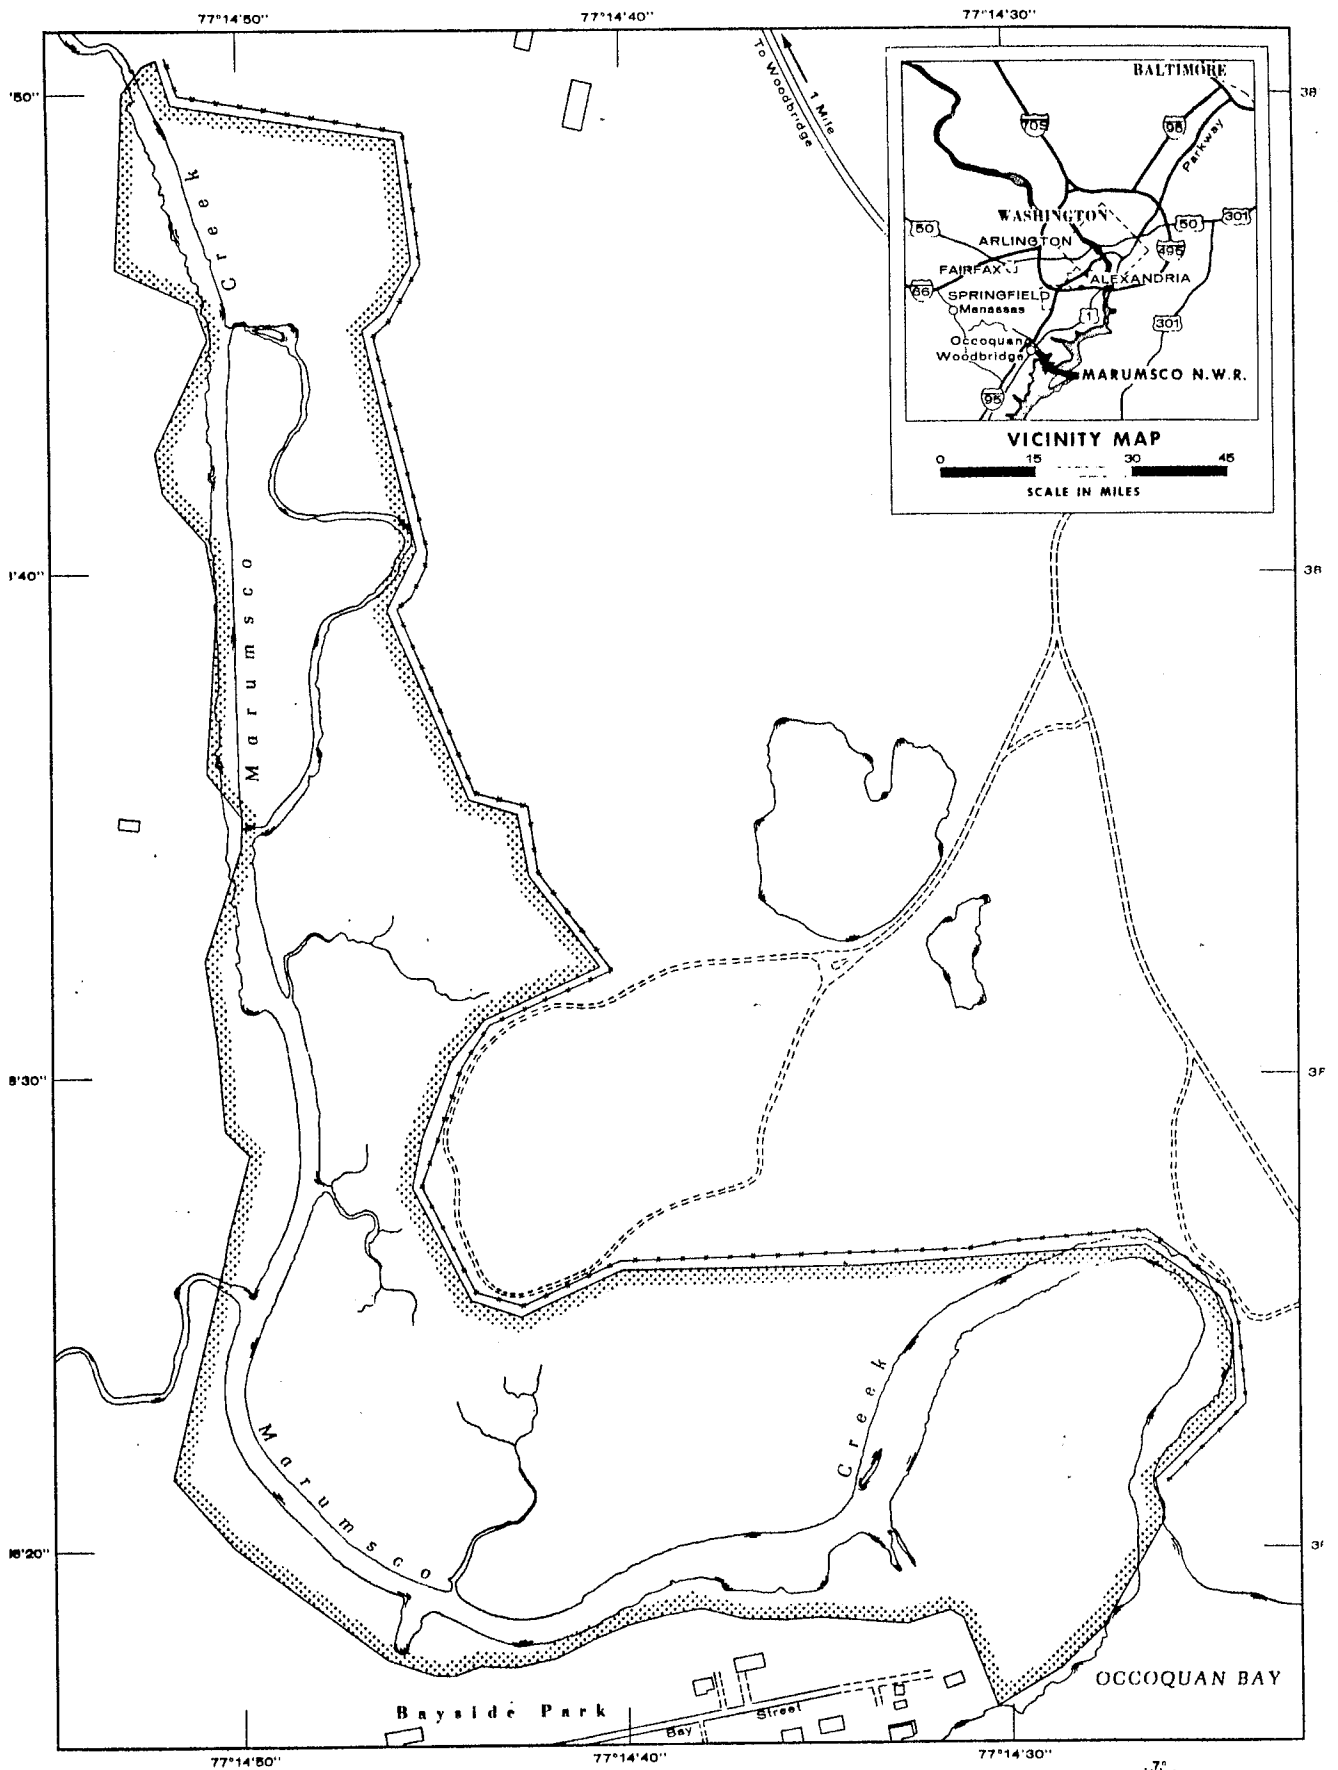 77°14'50"
77°14'40"
77°14'30"
'50"
38
To Woodbridge
1 Mile
BALTIMORE
705
95
Parkway
WASHINGTON
50
50
301
ARLINGTON
495
FAIRFAX
ALEXANDRIA
66
SPRINGFIELD
Manassas
1
301
Occoquan
Woodbridge
MARUMSCO N.W.R.
95
VICINITY MAP
0 15 30 45
SCALE IN MILES
Creek
Marumsco
1'40"
38
8'30"
Creek
Marumsco
OCCOQUAN BAY
Bayside Park
Bay Street
77°14'50"
77°14'40"
77°14'30"